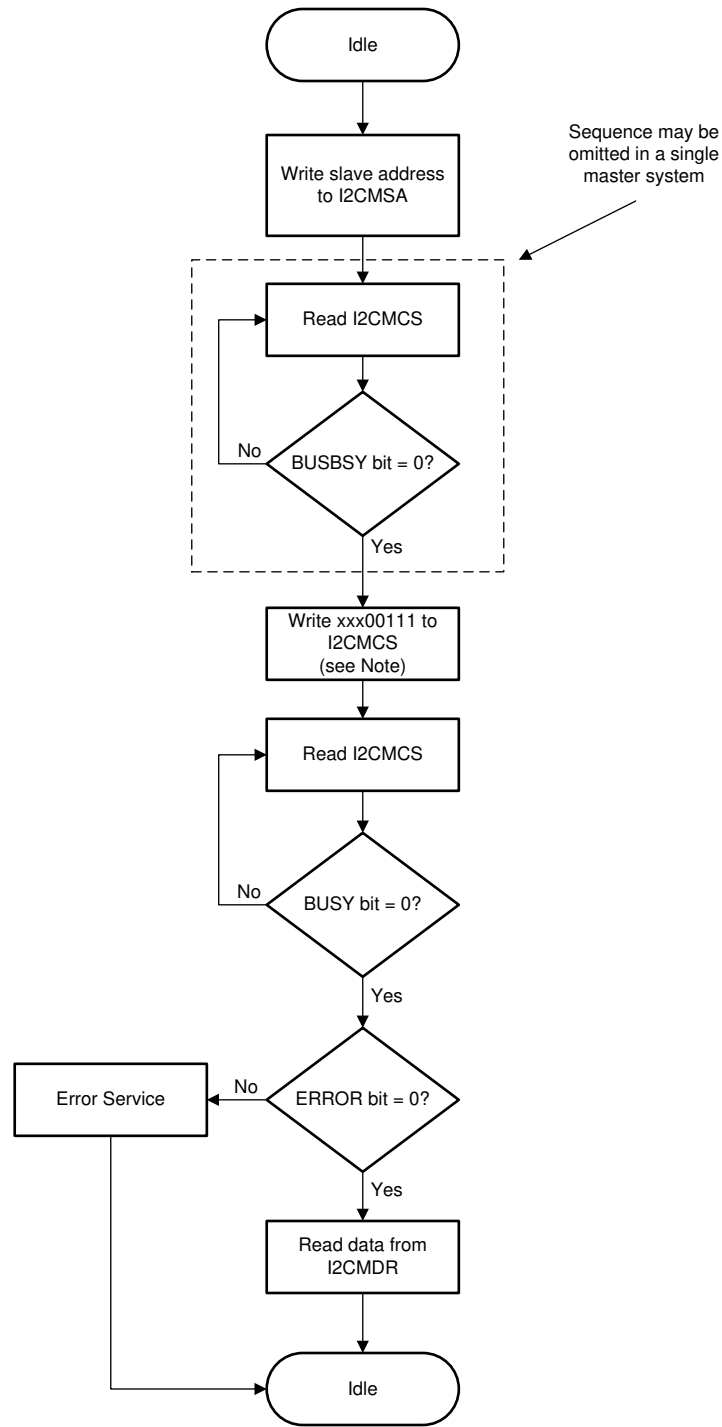 Idle
Sequence may be
omitted in a single
master system
Write slave address
to I2CMSA
Read I2CMCS
No
BUSBSY bit = 0?
Yes
Write xxx00111 to
I2CMCS
(see Note)
Read I2CMCS
No
BUSY bit = 0?
Yes
Error Service
No
ERROR bit = 0?
Yes
Read data from
I2CMDR
Idle